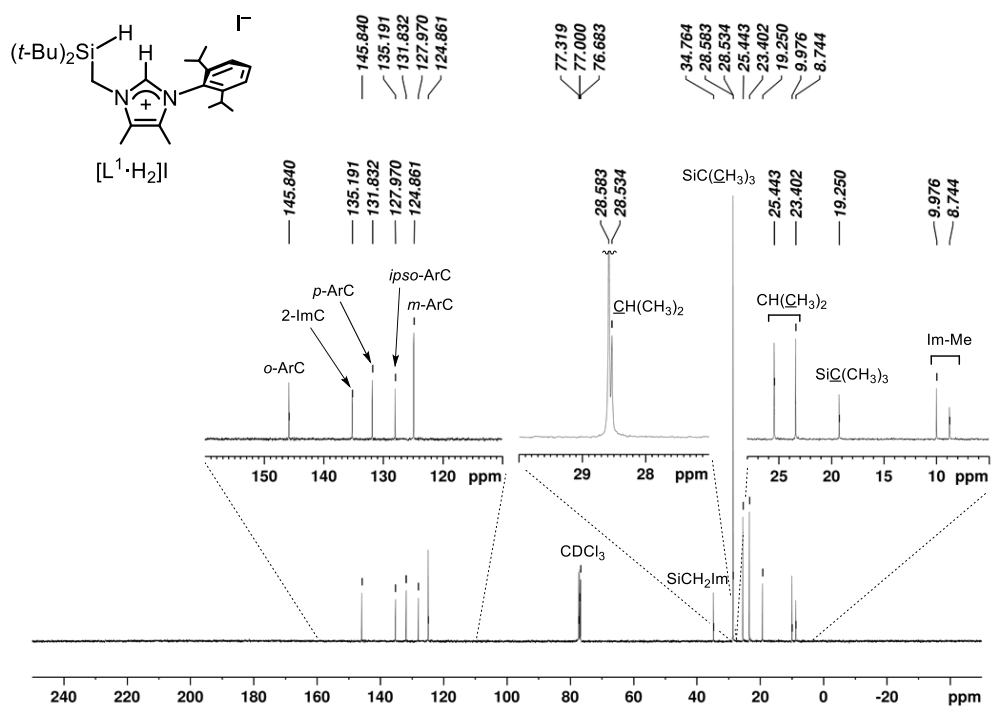 (t-Bu)₂Si
H
H
I⁻
N
+
N
[L¹·H₂]I
145.840
135.191
131.832
127.970
124.861
77.319
77.000
76.683
34.764
28.583
28.534
25.443
23.402
19.250
9.976
8.744
145.840
135.191
131.832
127.970
124.861
28.583
28.534
SiC(CH₃)₃
25.443
23.402
19.250
9.976
8.744
o-ArC
2-ImC
p-ArC
ipso-ArC
m-ArC
CH(CH₃)₂
CH(CH₃)₂
SiC(CH₃)₃
Im-Me
150 140 130 120 ppm
29 28 ppm
25 20 15 10 ppm
CDCl₃
SiCH₂Im
240 220 200 180 160 140 120 100 80 60 40 20 0 -20 ppm